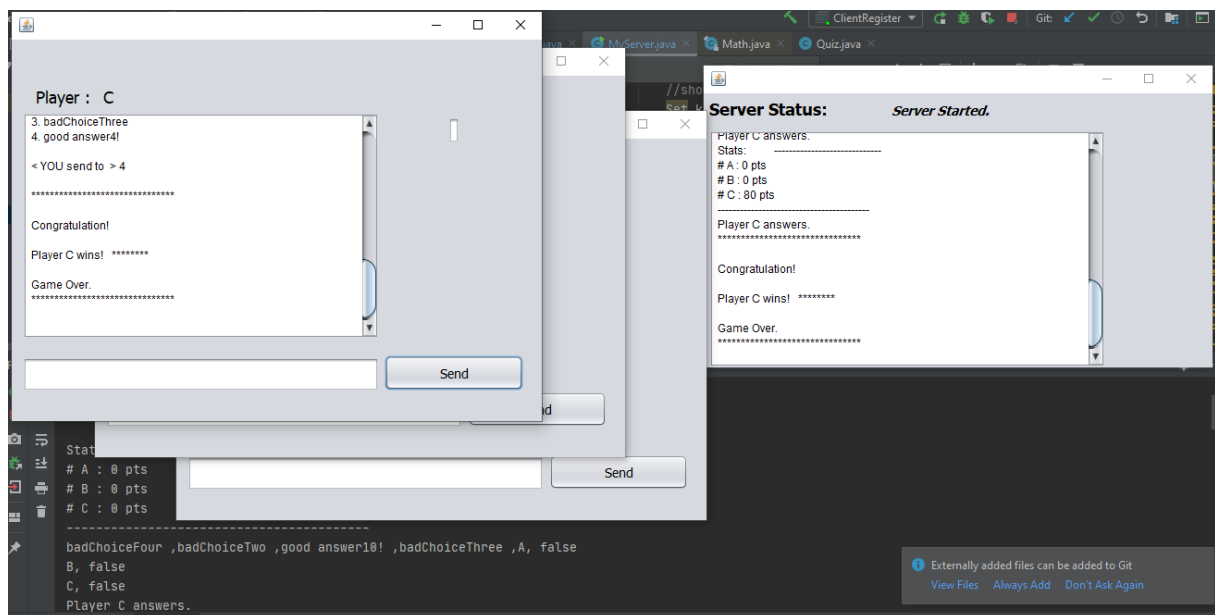 ClientRegister
Git:
java
MyServer.java
Math.java
Quiz.java
//sho
Set k
Player : C
3. badChoiceThree
4. good answer4!
< YOU send to > 4
*******************************
Congratulation!
Player C wins! ********
Game Over.
*******************************
Send
Server Status:
Server Started.
Player C answers.
Stats: -----------------------------
# A : 0 pts
# B : 0 pts
# C : 80 pts
-----------------------------------------
Player C answers.
*******************************
Congratulation!
Player C wins! ********
Game Over.
*******************************
nd
Send
Stat
# A : 0 pts
# B : 0 pts
# C : 0 pts
-----------------------------------------
badChoiceFour ,badChoiceTwo ,good answer10! ,badChoiceThree ,A, false
B, false
C, false
Player C answers.
Externally added files can be added to Git
View Files Always Add Don't Ask Again